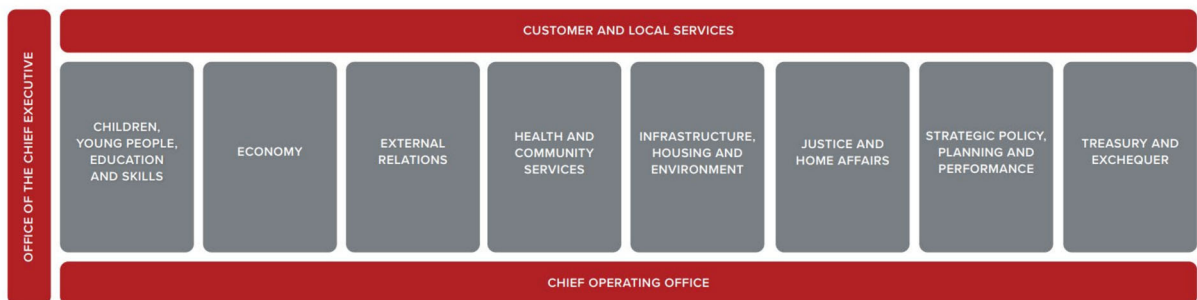 OFFICE OF THE CHIEF EXECUTIVE
CUSTOMER AND LOCAL SERVICES
CHILDREN,
YOUNG PEOPLE,
EDUCATION
AND SKILLS
ECONOMY
EXTERNAL
RELATIONS
HEALTH AND
COMMUNITY
SERVICES
INFRASTRUCTURE,
HOUSING AND
ENVIRONMENT
JUSTICE AND
HOME AFFAIRS
STRATEGIC POLICY,
PLANNING AND
PERFORMANCE
TREASURY AND
EXCHEQUER
CHIEF OPERATING OFFICE